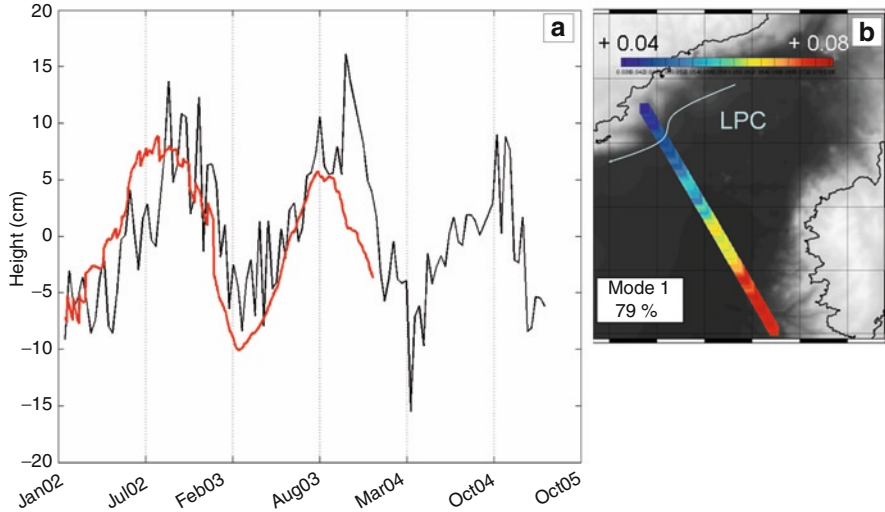 a
20
15
10
5
0
−5
−10
−15
−20
Height (cm)
Jan02
Jul02
Feb03
Aug03
Mar04
Oct04
Oct05
b
+ 0.04
+ 0.08
LPC
Mode 1
79 %